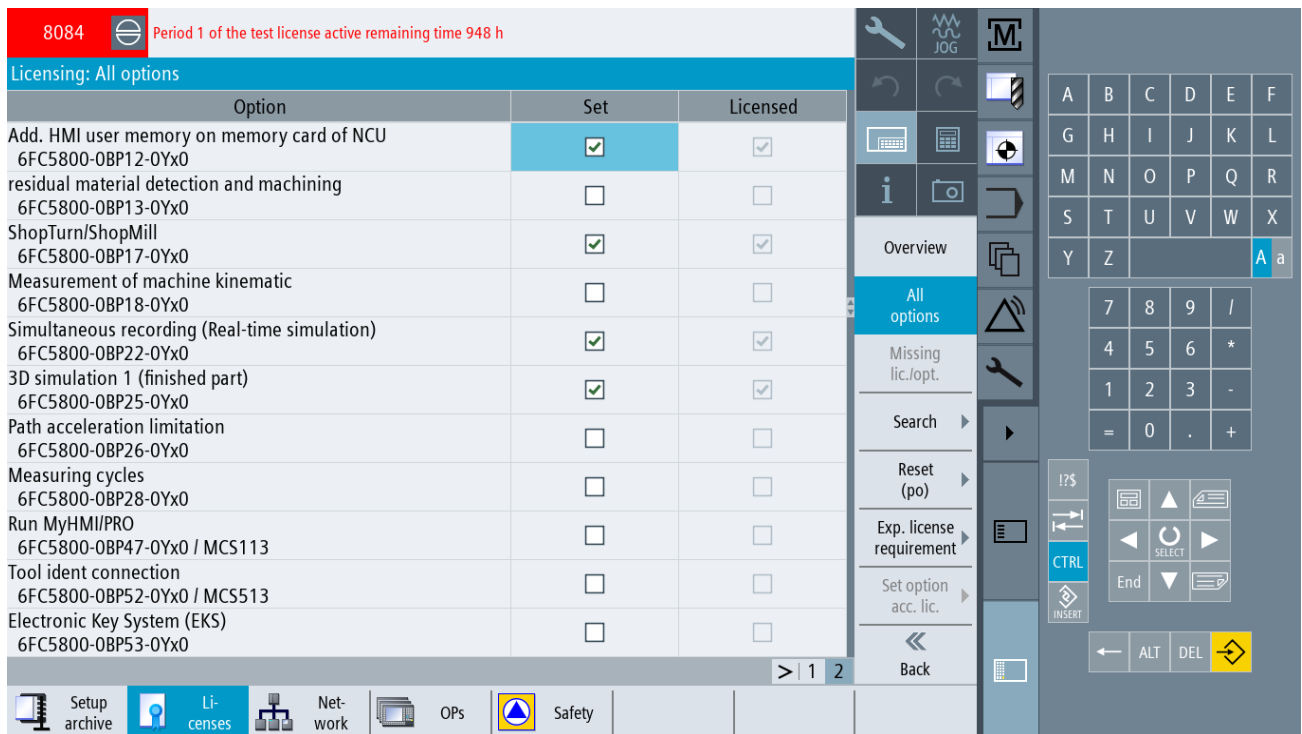 8084
Period 1 of the test license active remaining time 948 h
JOG
M
Licensing: All options
Option Set Licensed
Add. HMI user memory on memory card of NCU
6FC5800-0BP12-0Yx0
residual material detection and machining
6FC5800-0BP13-0Yx0
ShopTurn/ShopMill
6FC5800-0BP17-0Yx0
Measurement of machine kinematic
6FC5800-0BP18-0Yx0
Simultaneous recording (Real-time simulation)
6FC5800-0BP22-0Yx0
3D simulation 1 (finished part)
6FC5800-0BP25-0Yx0
Path acceleration limitation
6FC5800-0BP26-0Yx0
Measuring cycles
6FC5800-0BP28-0Yx0
Run MyHMI/PRO
6FC5800-0BP47-0Yx0 / MCS113
Tool ident connection
6FC5800-0BP52-0Yx0 / MCS513
Electronic Key System (EKS)
6FC5800-0BP53-0Yx0
> 1 2
i
Overview
All
options
Missing
lic./opt.
Search
Reset
(po)
Exp. license
requirement
Set option
acc. lic.
Back
Setup
archive
Li-
censes
Net-
work
OPs
Safety
A B C D E F
G H I J K L
M N O P Q R
S T U V W X
Y Z A a
7 8 9 /
4 5 6 *
1 2 3 -
= 0 . +
!?$
CTRL
INSERT
SELECT
End
ALT DEL